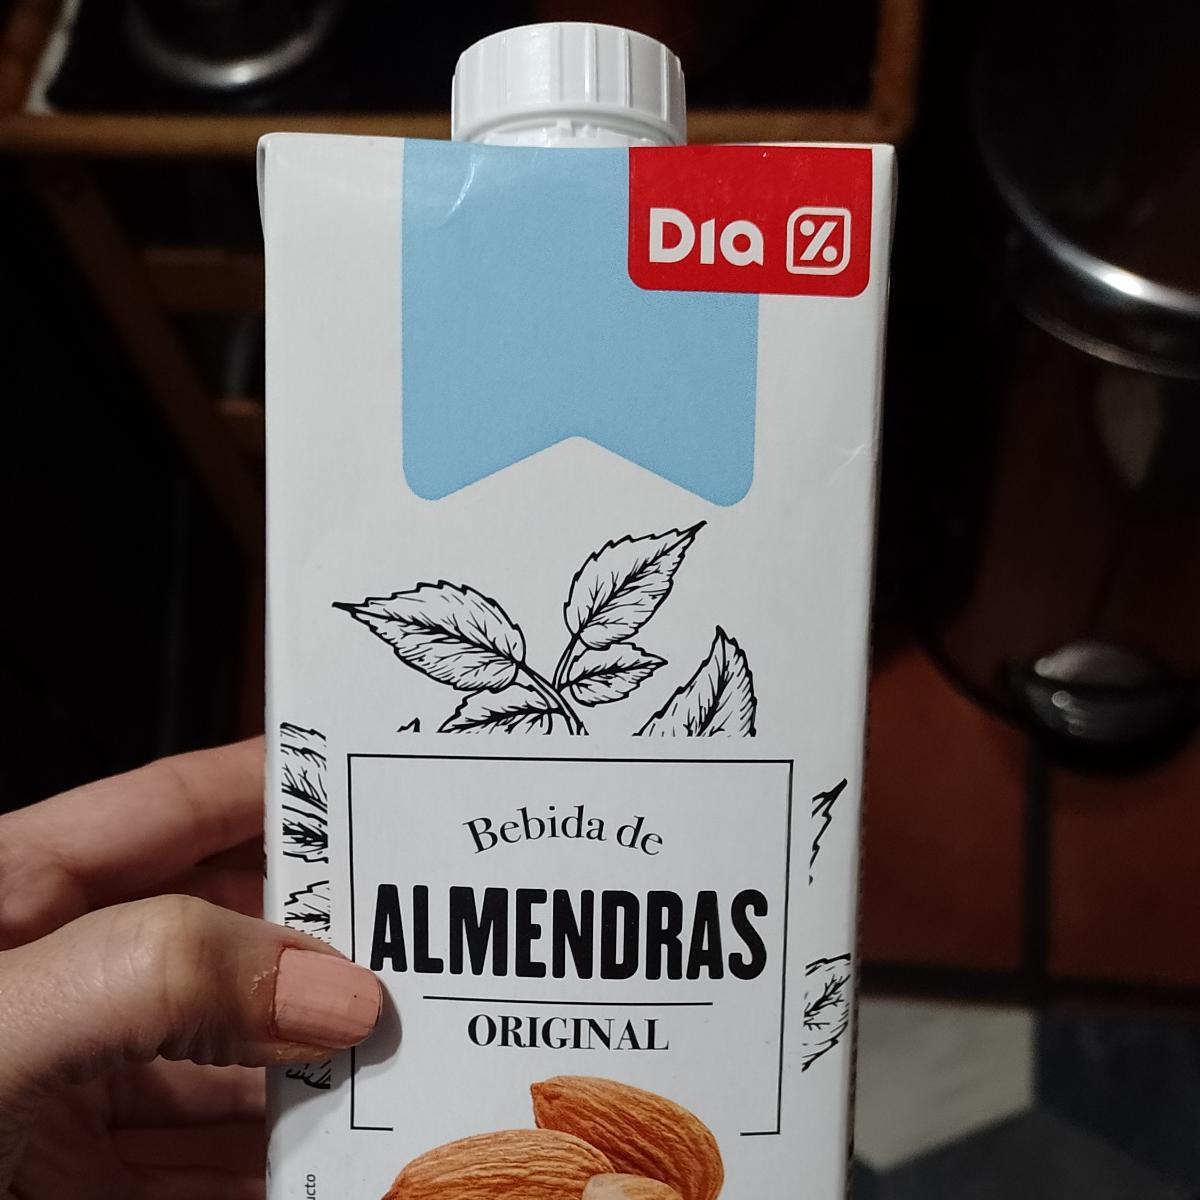 Dia %
Bebida de
ALMENDRAS
ORIGINAL